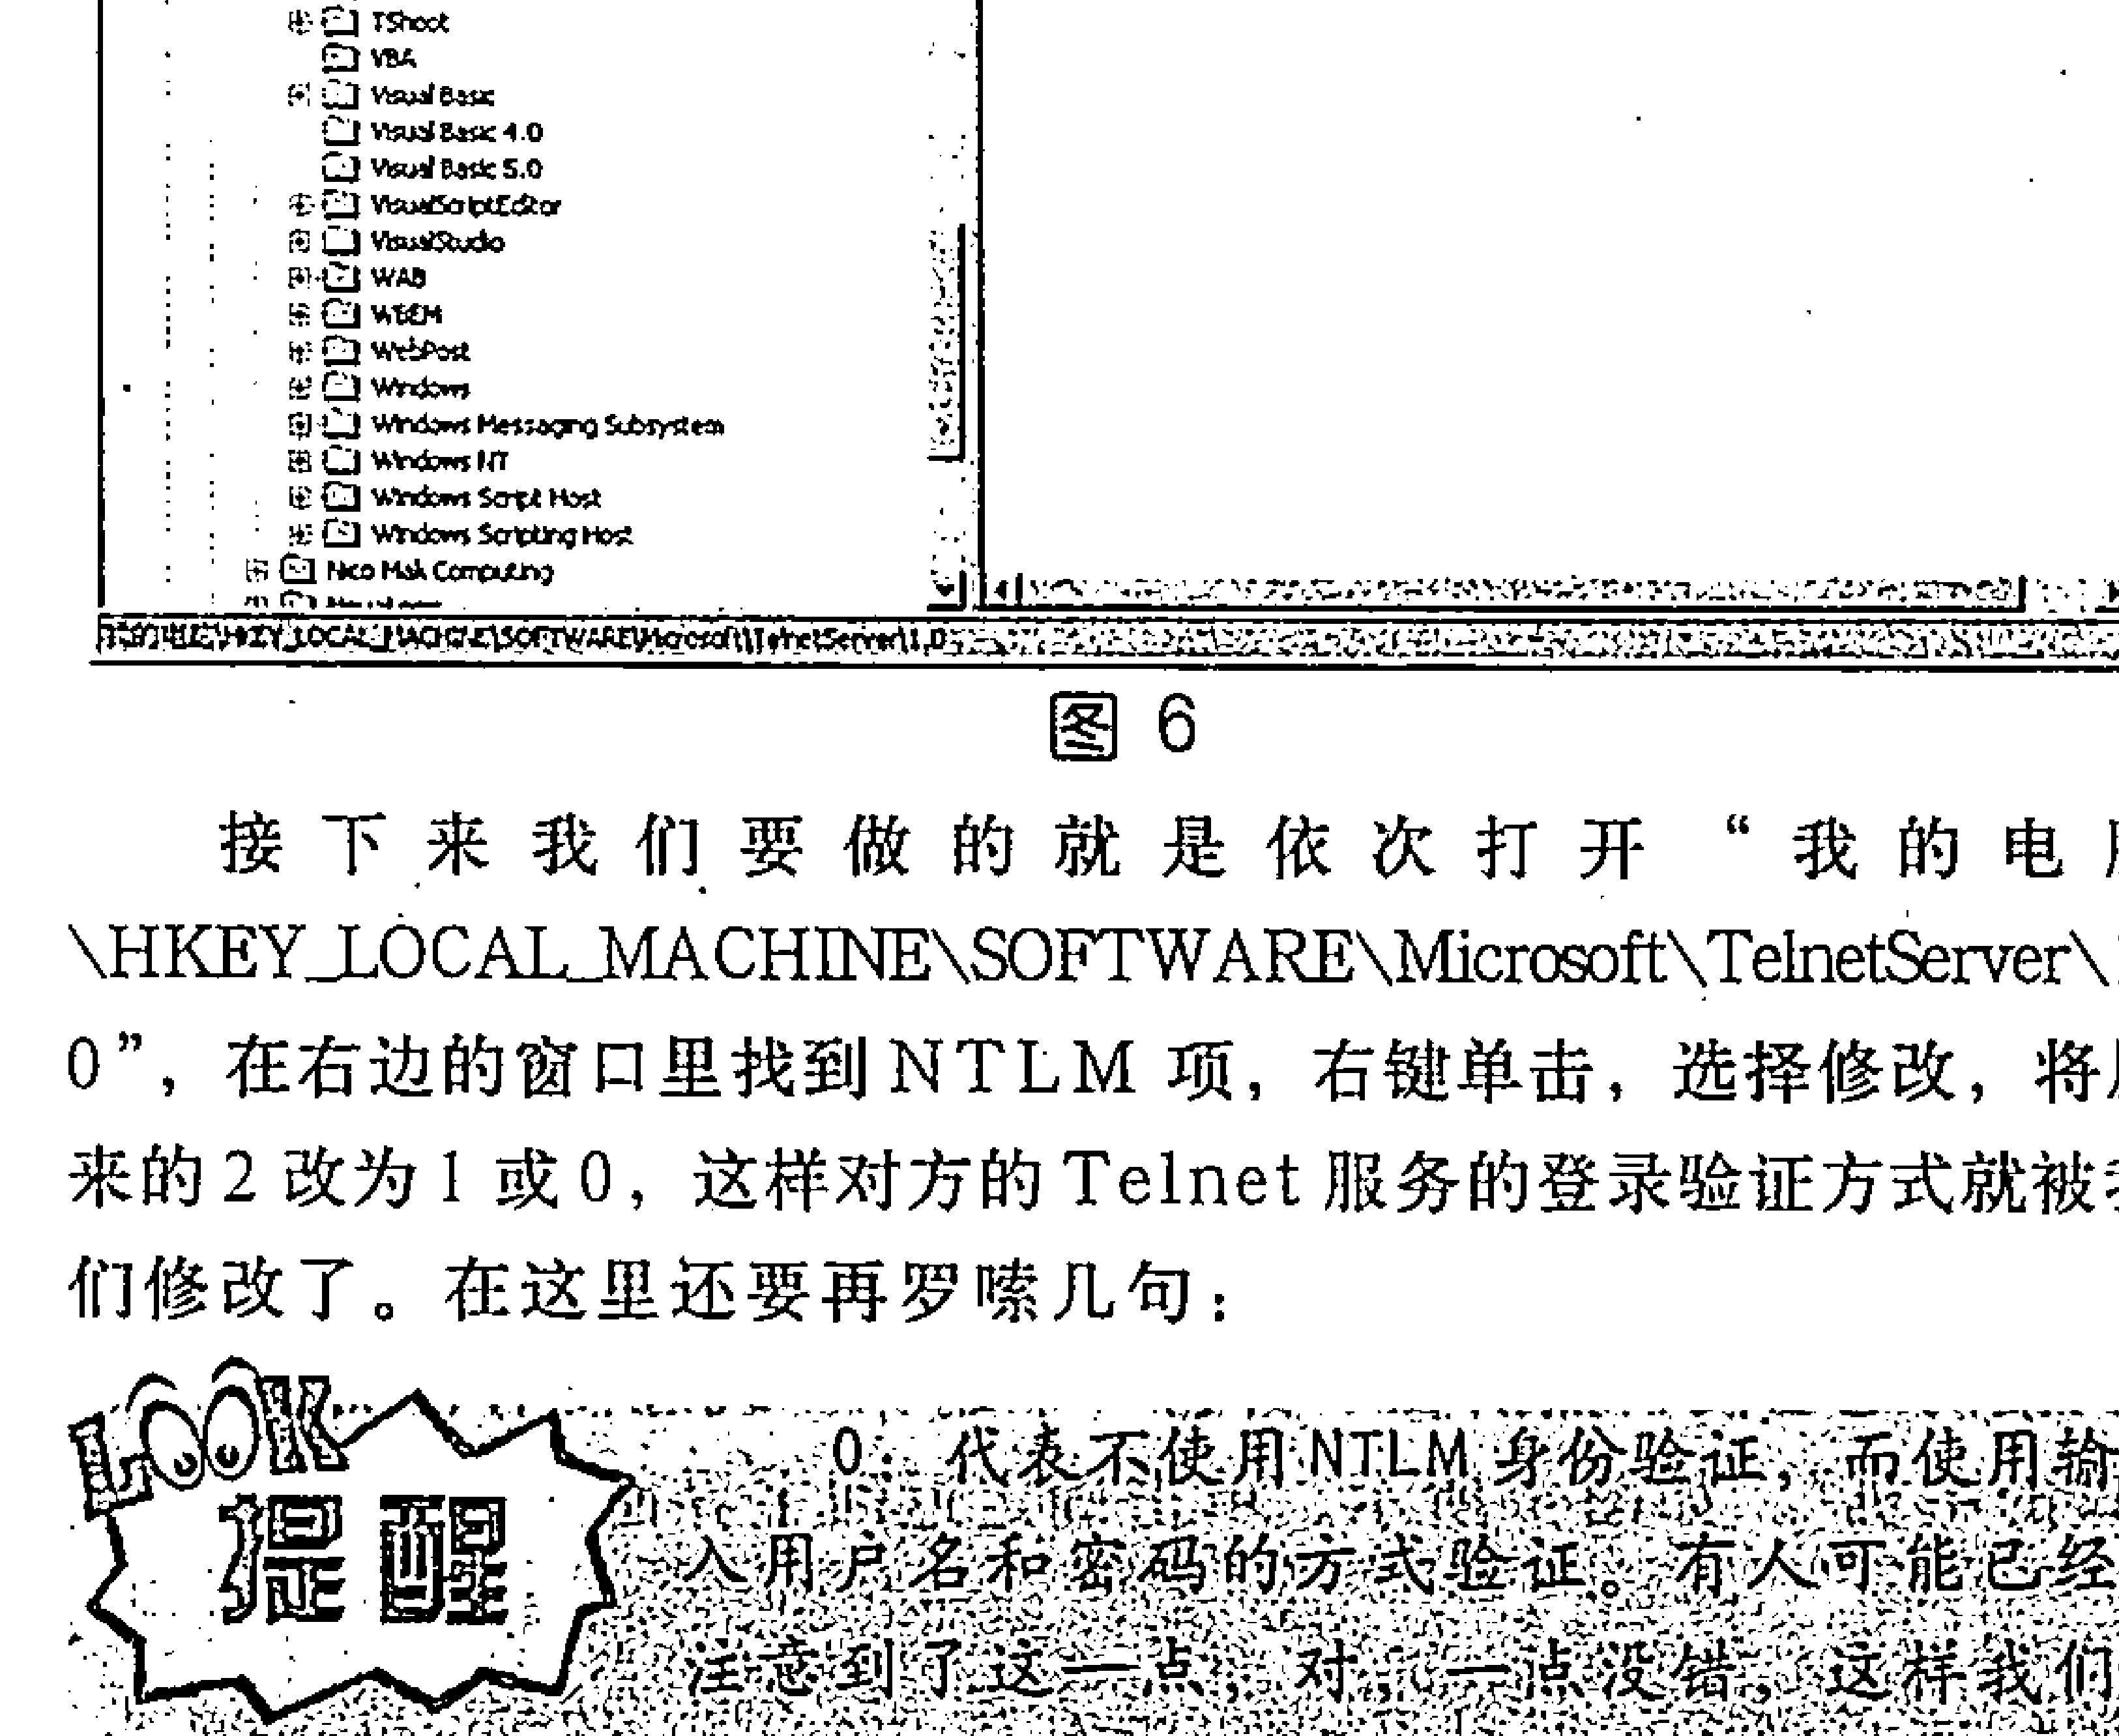 TShoot
VBA
Visual Basic
Visual Basic 4.0
Visual Basic 5.0
VisualScriptEditor
VisualStudio
WAB
WBEM
WebPost
Windows
Windows Messaging Subsystem
Windows NT
Windows Script Host
Windows Scripting Host
Nico Mak Computing
\HKEY_LOCAL_MACHINE\SOFTWARE\Microsoft\TelnetServer\1.0
图 6
接下来我们要做的就是依次打开“我的电
\HKEY_LOCAL_MACHINE\SOFTWARE\Microsoft\TelnetServer\
0”，在右边的窗口里找到NTLM 项，右键单击，选择修改，将
来的2改为1或0，这样对方的Telnet服务的登录验证方式就被
们修改了。在这里还要再罗嗦几句：
LOOK
提醒
0：代表不使用NTLM身份验证，而使用输
入用户名和密码的方式验证。有人可能已经
注意到了这一点，对，一点没错，这样我们